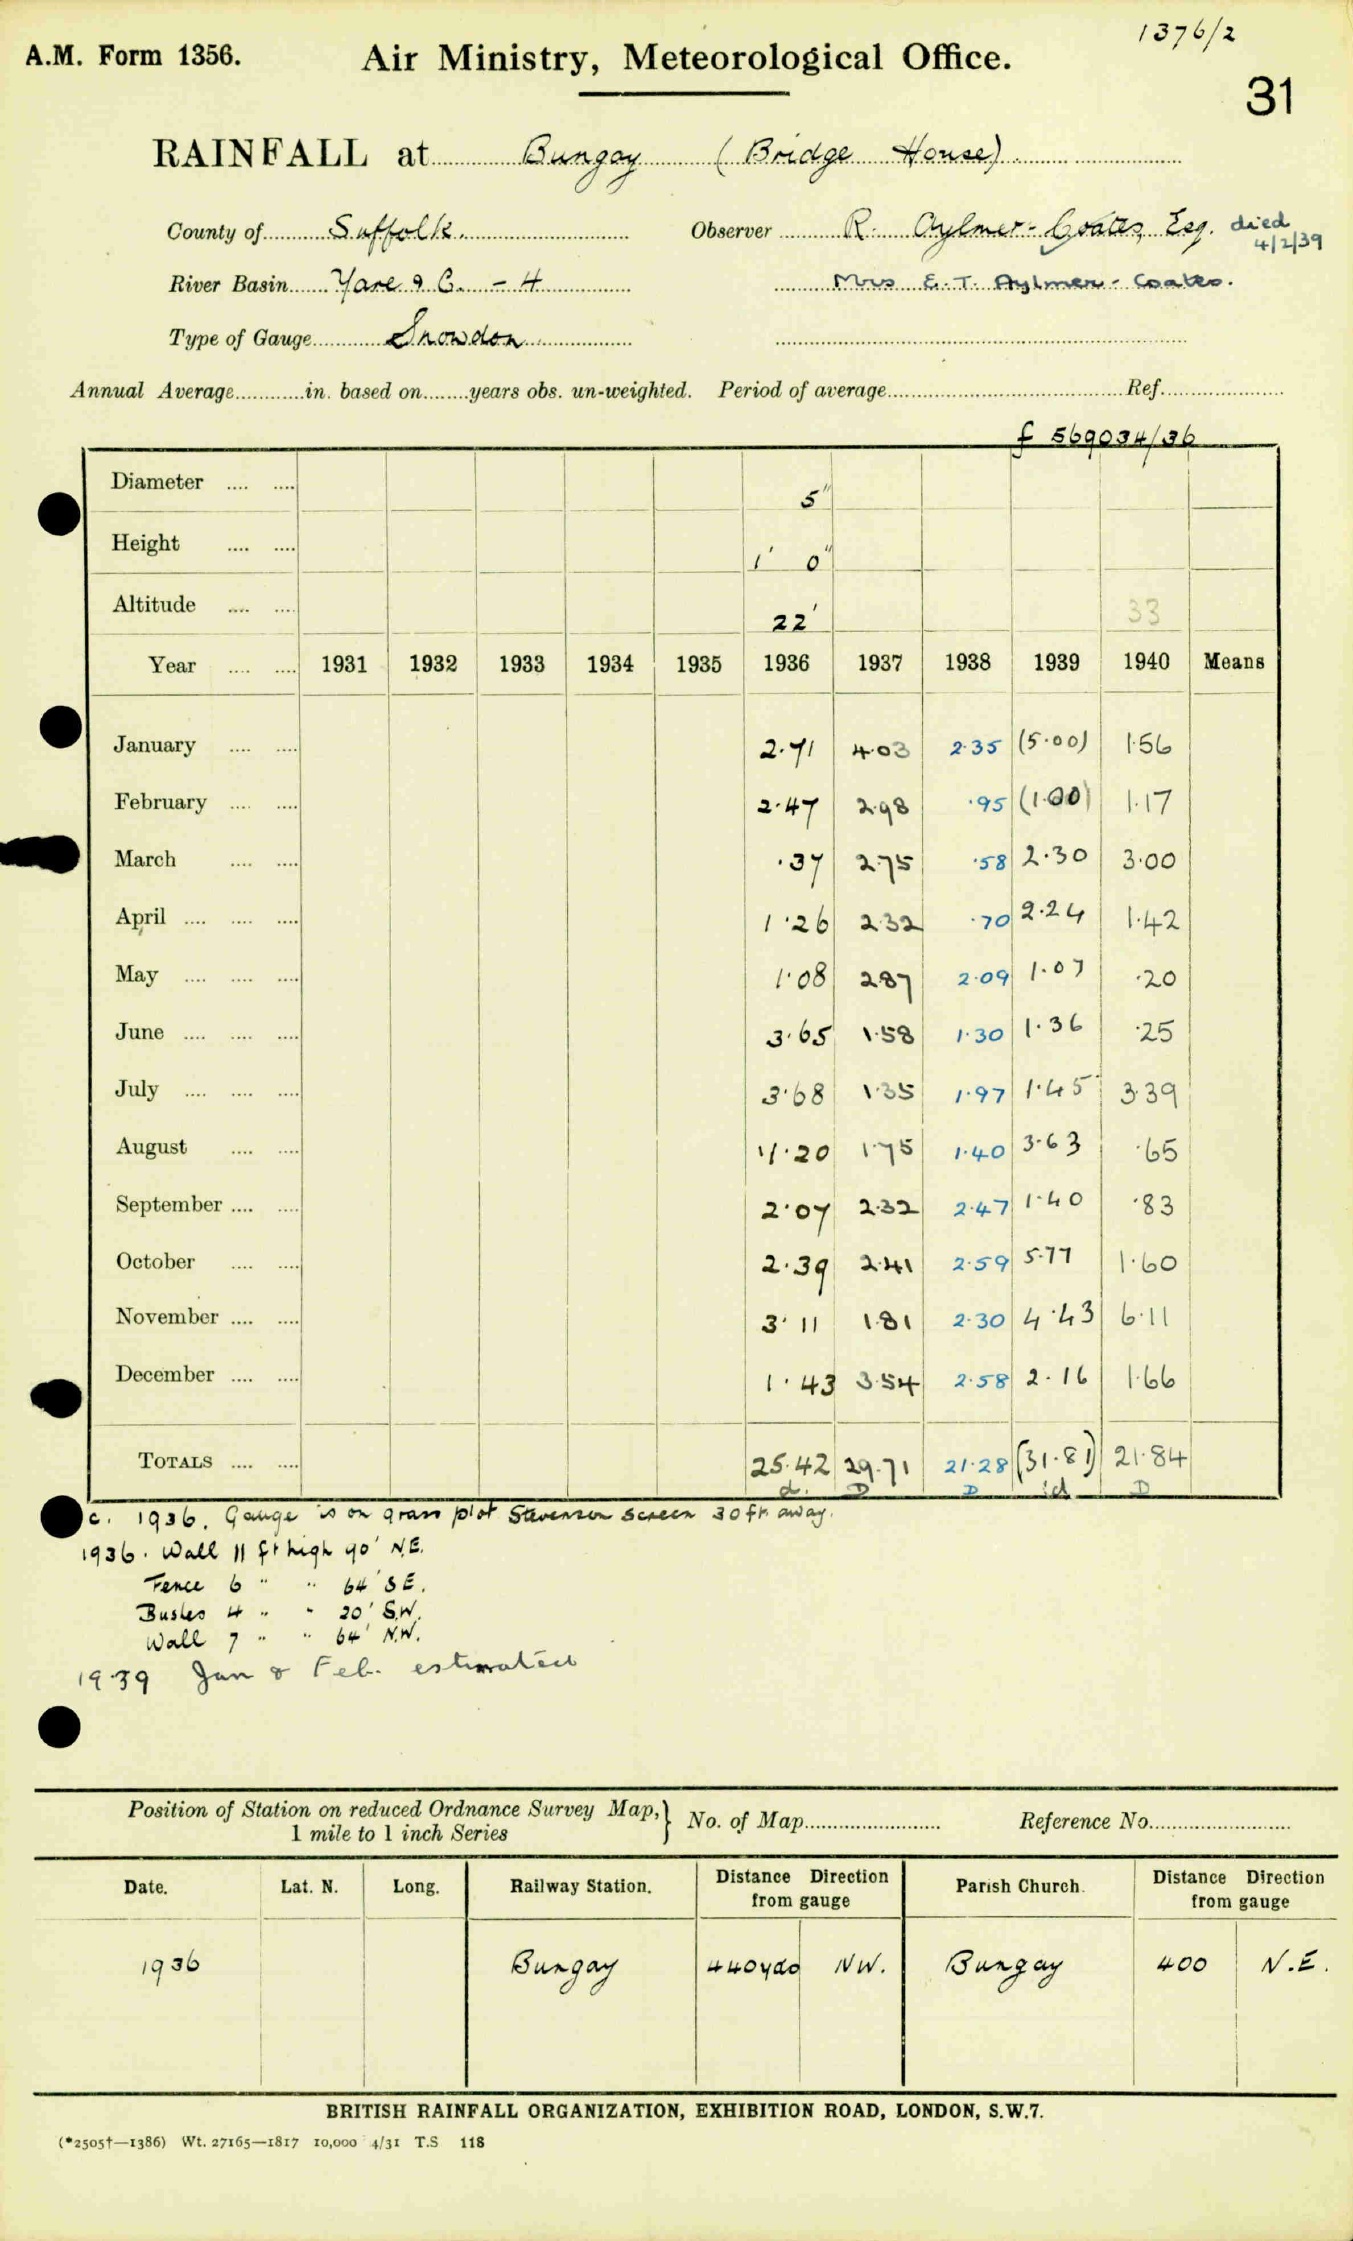 1376/2
A.M. Form 1356. Air Ministry, Meteorological Office.
31
RAINFALL at Bungay (Bridge House)
County of Suffolk. Observer R. Aylmer-Coates, Esq. died 4/2/39
River Basin Yare &c. - 4 Mrs E. T. Aylmer-Coates.
Type of Gauge Snowdon
Annual Average in. based on years obs. un-weighted. Period of average Ref.
f 569034/36
Diameter 5"
Height 1' 0"
Altitude 22' 33
Year 1931 1932 1933 1934 1935 1936 1937 1938 1939 1940 Means
January 2.71 4.03 2.35 (5.00) 1.56
February 2.47 2.98 .95 (1.00) 1.17
March .37 2.75 .58 2.30 3.00
April 1.26 2.32 .70 2.24 1.42
May 1.08 2.87 2.09 1.07 .20
June 3.65 1.58 1.30 1.36 .25
July 3.68 1.35 1.97 1.45 3.39
August 1.20 1.75 1.40 3.63 .65
September 2.07 2.32 2.47 1.40 .83
October 2.39 2.41 2.59 5.77 1.60
November 3.11 1.81 2.30 4.43 6.11
December 1.43 3.54 2.58 2.16 1.66
TOTALS 25.42 29.71 21.28 (31.81) 21.84
d. D D id D
c. 1936. Gauge is on grass plot Stevenson Screen 30 ft. away.
1936. Wall 11 ft high 90' N.E.
Fence 6 " " 64' S.E.
Bushes 4 " " 20' S.W.
Wall 7 " " 64' N.W.
1939 Jan & Feb. estimated
Position of Station on reduced Ordnance Survey Map, } No. of Map Reference No.
1 mile to 1 inch Series
Date. Lat. N. Long. Railway Station. Distance Direction from gauge Parish Church. Distance Direction from gauge
1936 Bungay 440yds NW. Bungay 400 N.E.
BRITISH RAINFALL ORGANIZATION, EXHIBITION ROAD, LONDON, S.W.7.
(*2505†—1386) Wt. 27165—1817 10,000 4/31 T.S 118